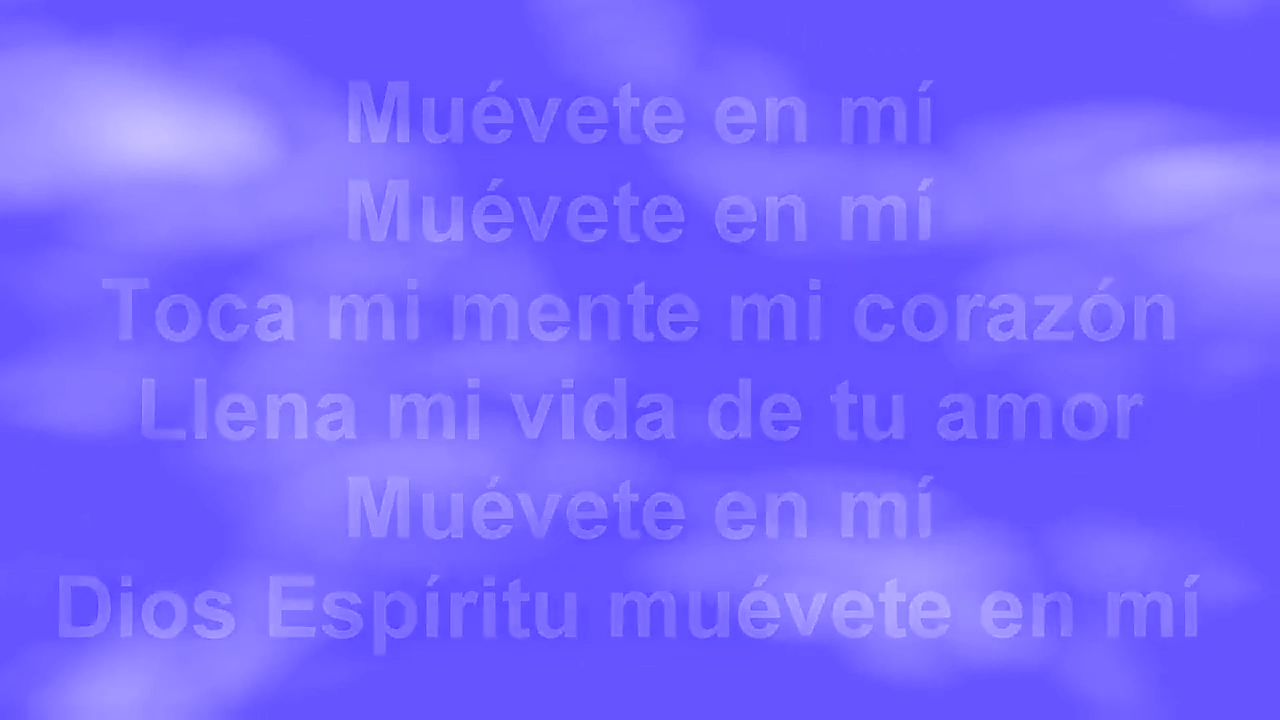 Muévete en mí
Muévete en mí
Toca mi mente mi corazón
Llena mi vida de tu amor
Muévete en mí
Dios Espíritu muévete en mí